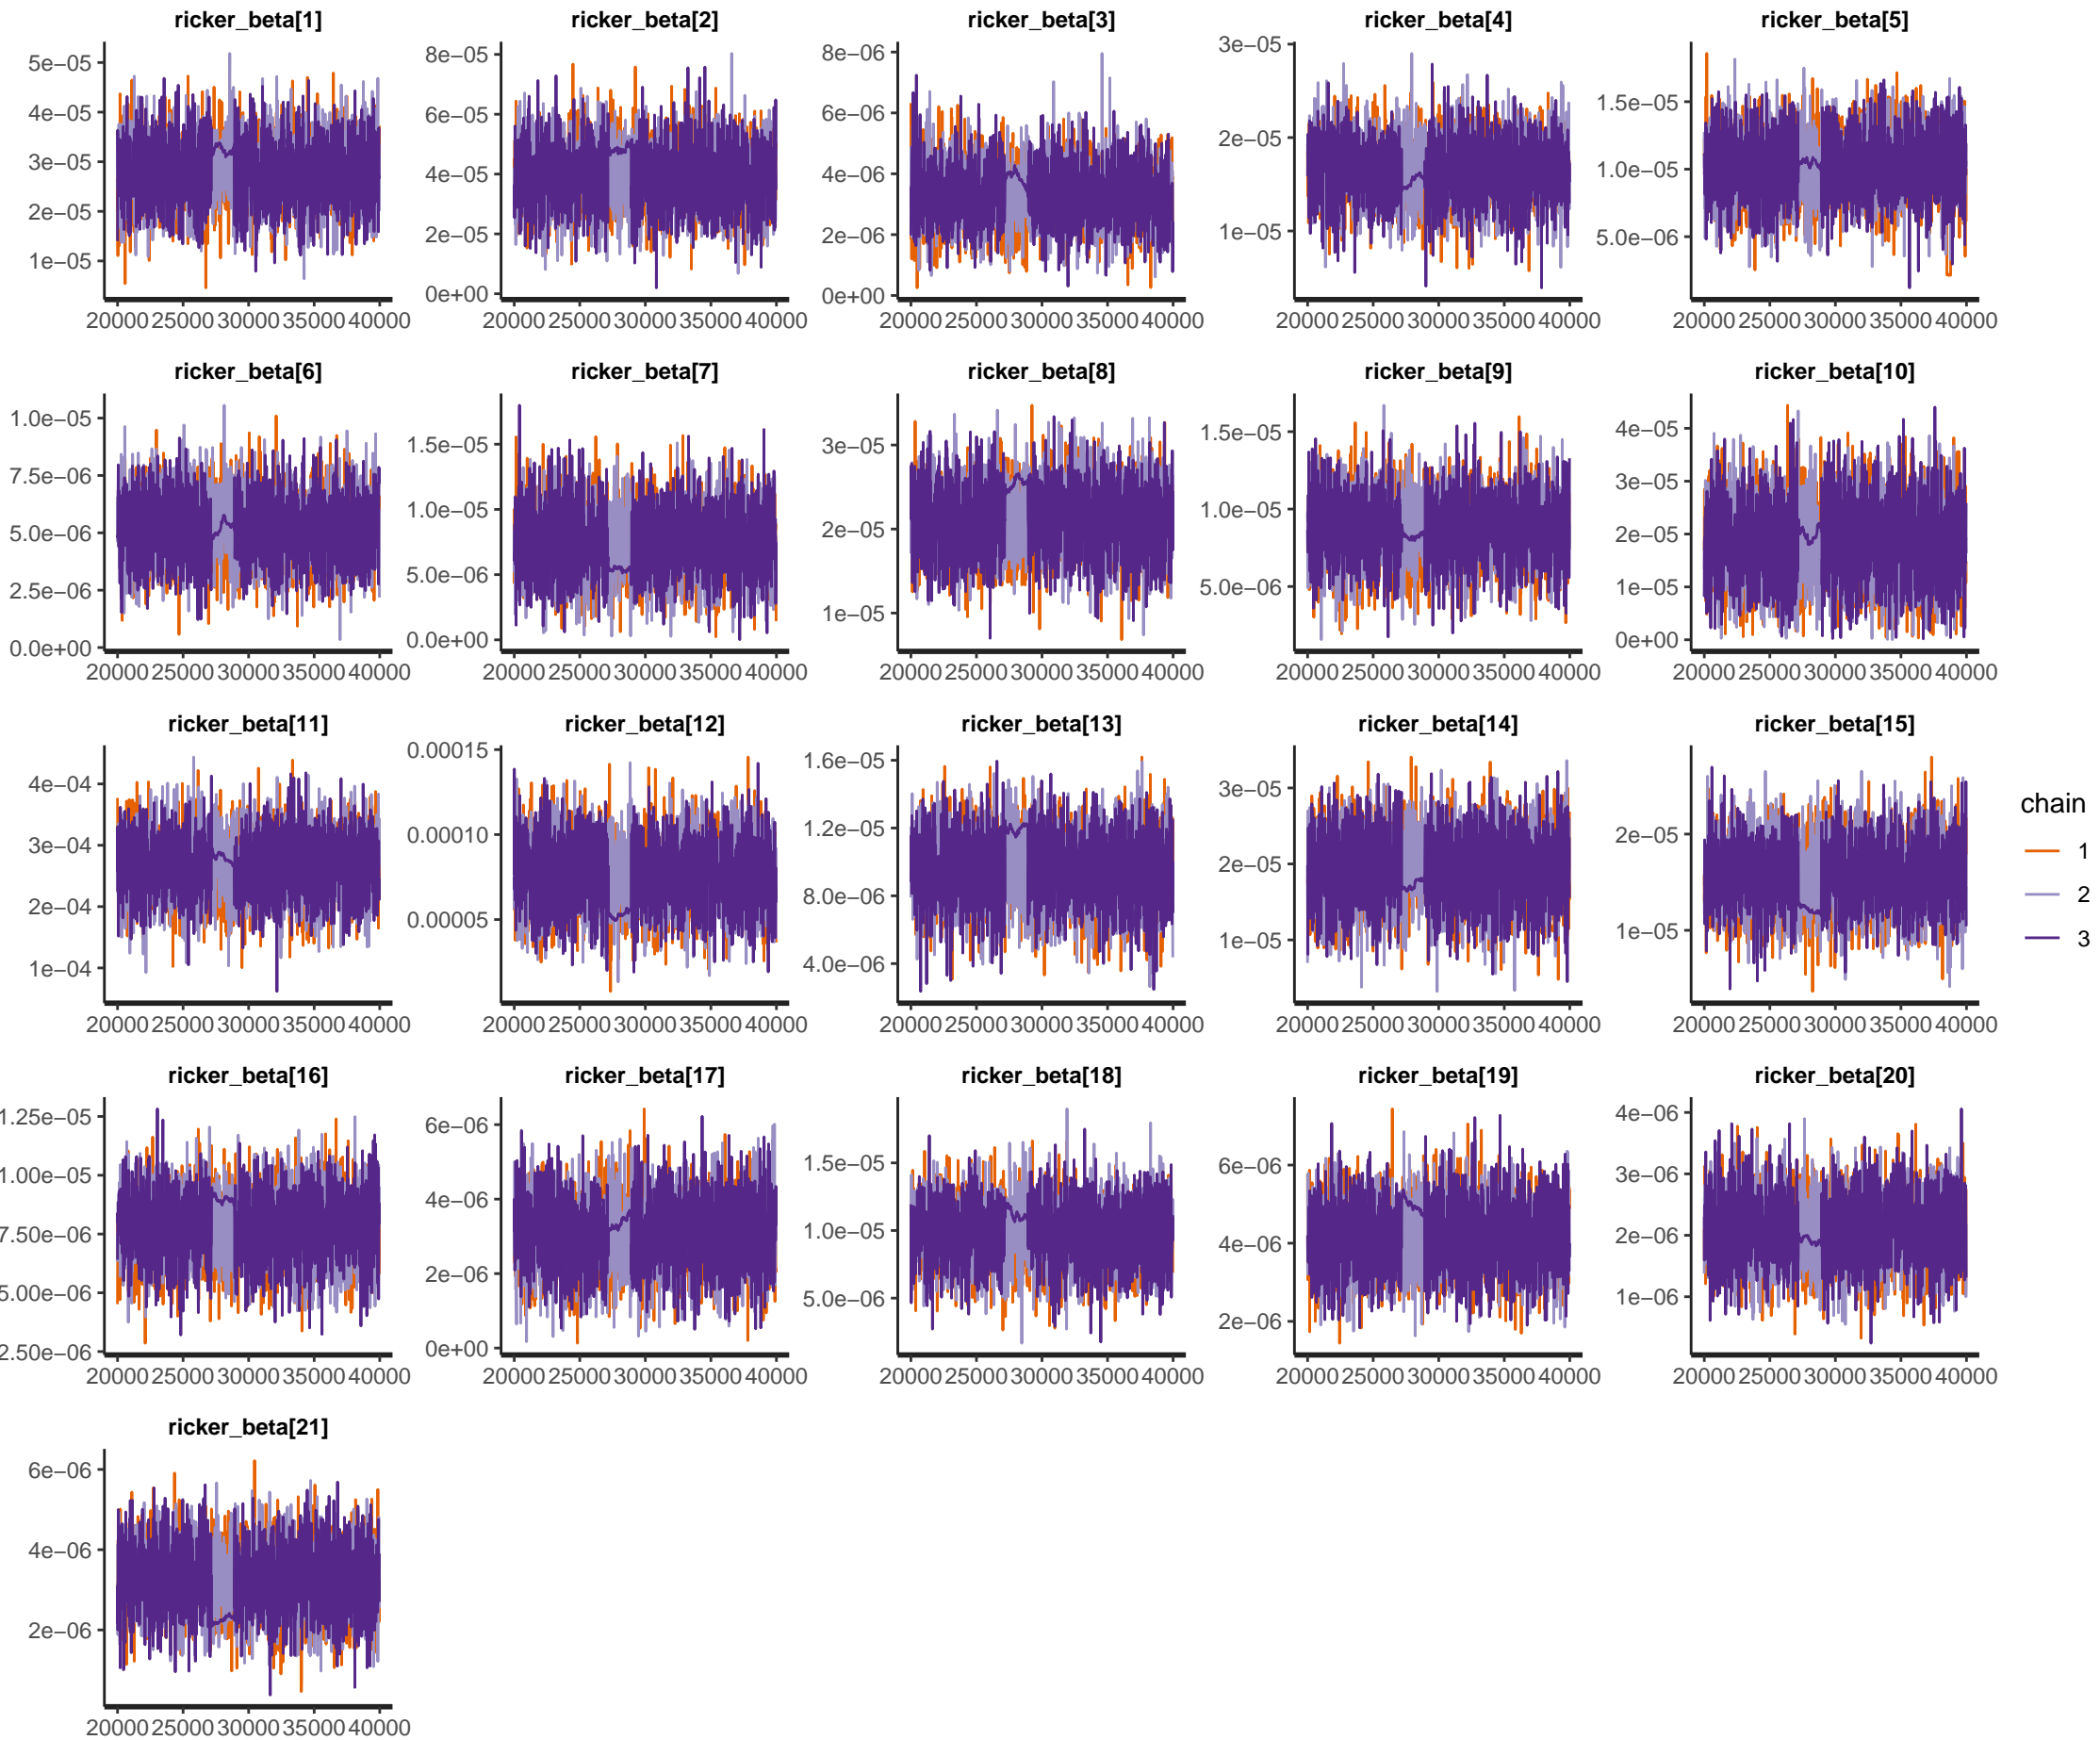 ricker_beta[1] ricker_beta[2] ricker_beta[3] ricker_beta[4] ricker_beta[5]
5e−05 4e−05 3e−05 2e−05 1e−05
8e−05 6e−05 4e−05 2e−05 0e+00
8e−06 6e−06 4e−06 2e−06 0e+00
3e−05 2e−05 1e−05
1.5e−05 1.0e−05 5.0e−06
20000 25000 30000 35000 40000 20000 25000 30000 35000 40000 20000 25000 30000 35000 40000 20000 25000 30000 35000 40000 20000 25000 30000 35000 40000
ricker_beta[6] ricker_beta[7] ricker_beta[8] ricker_beta[9] ricker_beta[10]
1.0e−05 7.5e−06 5.0e−06 2.5e−06 0.0e+00
1.5e−05 1.0e−05 5.0e−06 0.0e+00
3e−05 2e−05 1e−05
1.5e−05 1.0e−05 5.0e−06
4e−05 3e−05 2e−05 1e−05 0e+00
20000 25000 30000 35000 40000 20000 25000 30000 35000 40000 20000 25000 30000 35000 40000 20000 25000 30000 35000 40000 20000 25000 30000 35000 40000
ricker_beta[11] ricker_beta[12] ricker_beta[13] ricker_beta[14] ricker_beta[15]
4e−04 3e−04 2e−04 1e−04
0.00015 0.00010 0.00005
1.6e−05 1.2e−05 8.0e−06 4.0e−06
3e−05 2e−05 1e−05
2e−05 1e−05
20000 25000 30000 35000 40000 20000 25000 30000 35000 40000 20000 25000 30000 35000 40000 20000 25000 30000 35000 40000 20000 25000 30000 35000 40000
chain
1
2
3
ricker_beta[16] ricker_beta[17] ricker_beta[18] ricker_beta[19] ricker_beta[20]
1.25e−05 1.00e−05 7.50e−06 5.00e−06 2.50e−06
6e−06 4e−06 2e−06 0e+00
1.5e−05 1.0e−05 5.0e−06
6e−06 4e−06 2e−06
4e−06 3e−06 2e−06 1e−06
20000 25000 30000 35000 40000 20000 25000 30000 35000 40000 20000 25000 30000 35000 40000 20000 25000 30000 35000 40000 20000 25000 30000 35000 40000
ricker_beta[21]
6e−06
4e−06
2e−06
20000 25000 30000 35000 40000